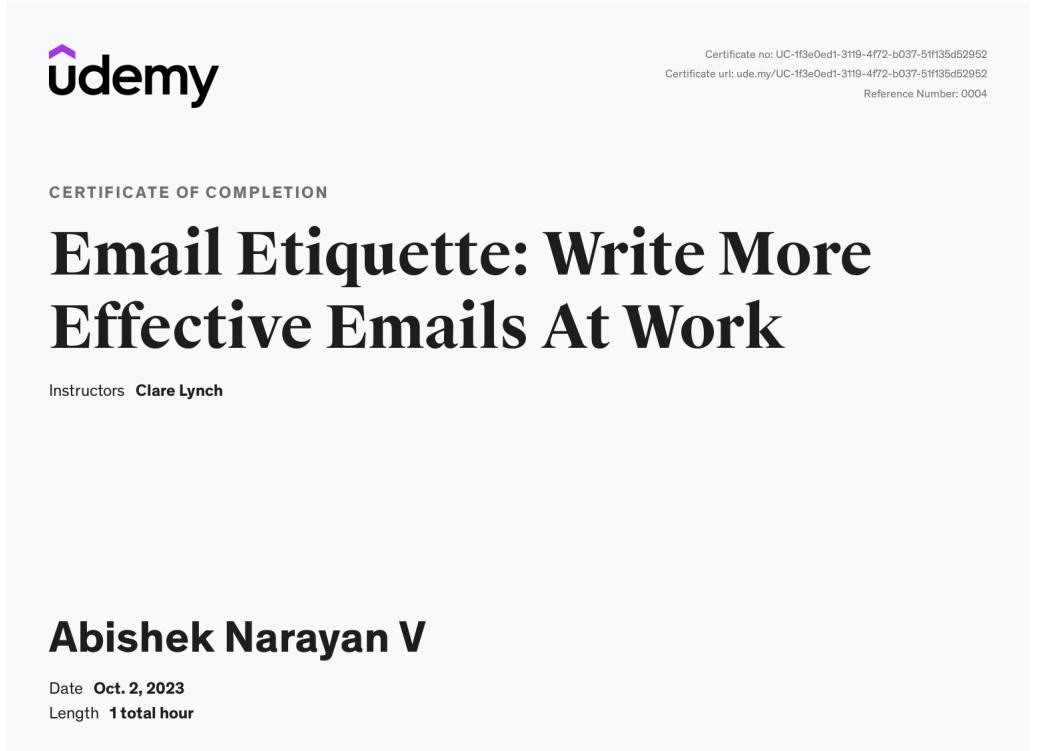 udemy
Certificate no: UC-1f3e0ed1-3119-4f72-b037-51f135d52952
Certificate url: ude.my/UC-1f3e0ed1-3119-4f72-b037-51f135d52952
Reference Number: 0004
CERTIFICATE OF COMPLETION
Email Etiquette: Write More
Effective Emails At Work
Instructors Clare Lynch
Abishek Narayan V
Date Oct. 2, 2023
Length 1 total hour